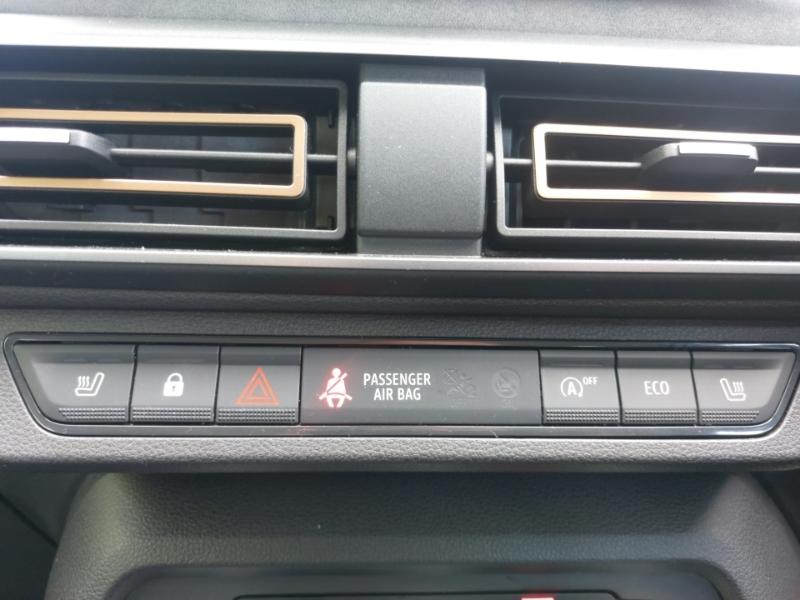 PASSENGER
AIR BAG
A OFF
ECO